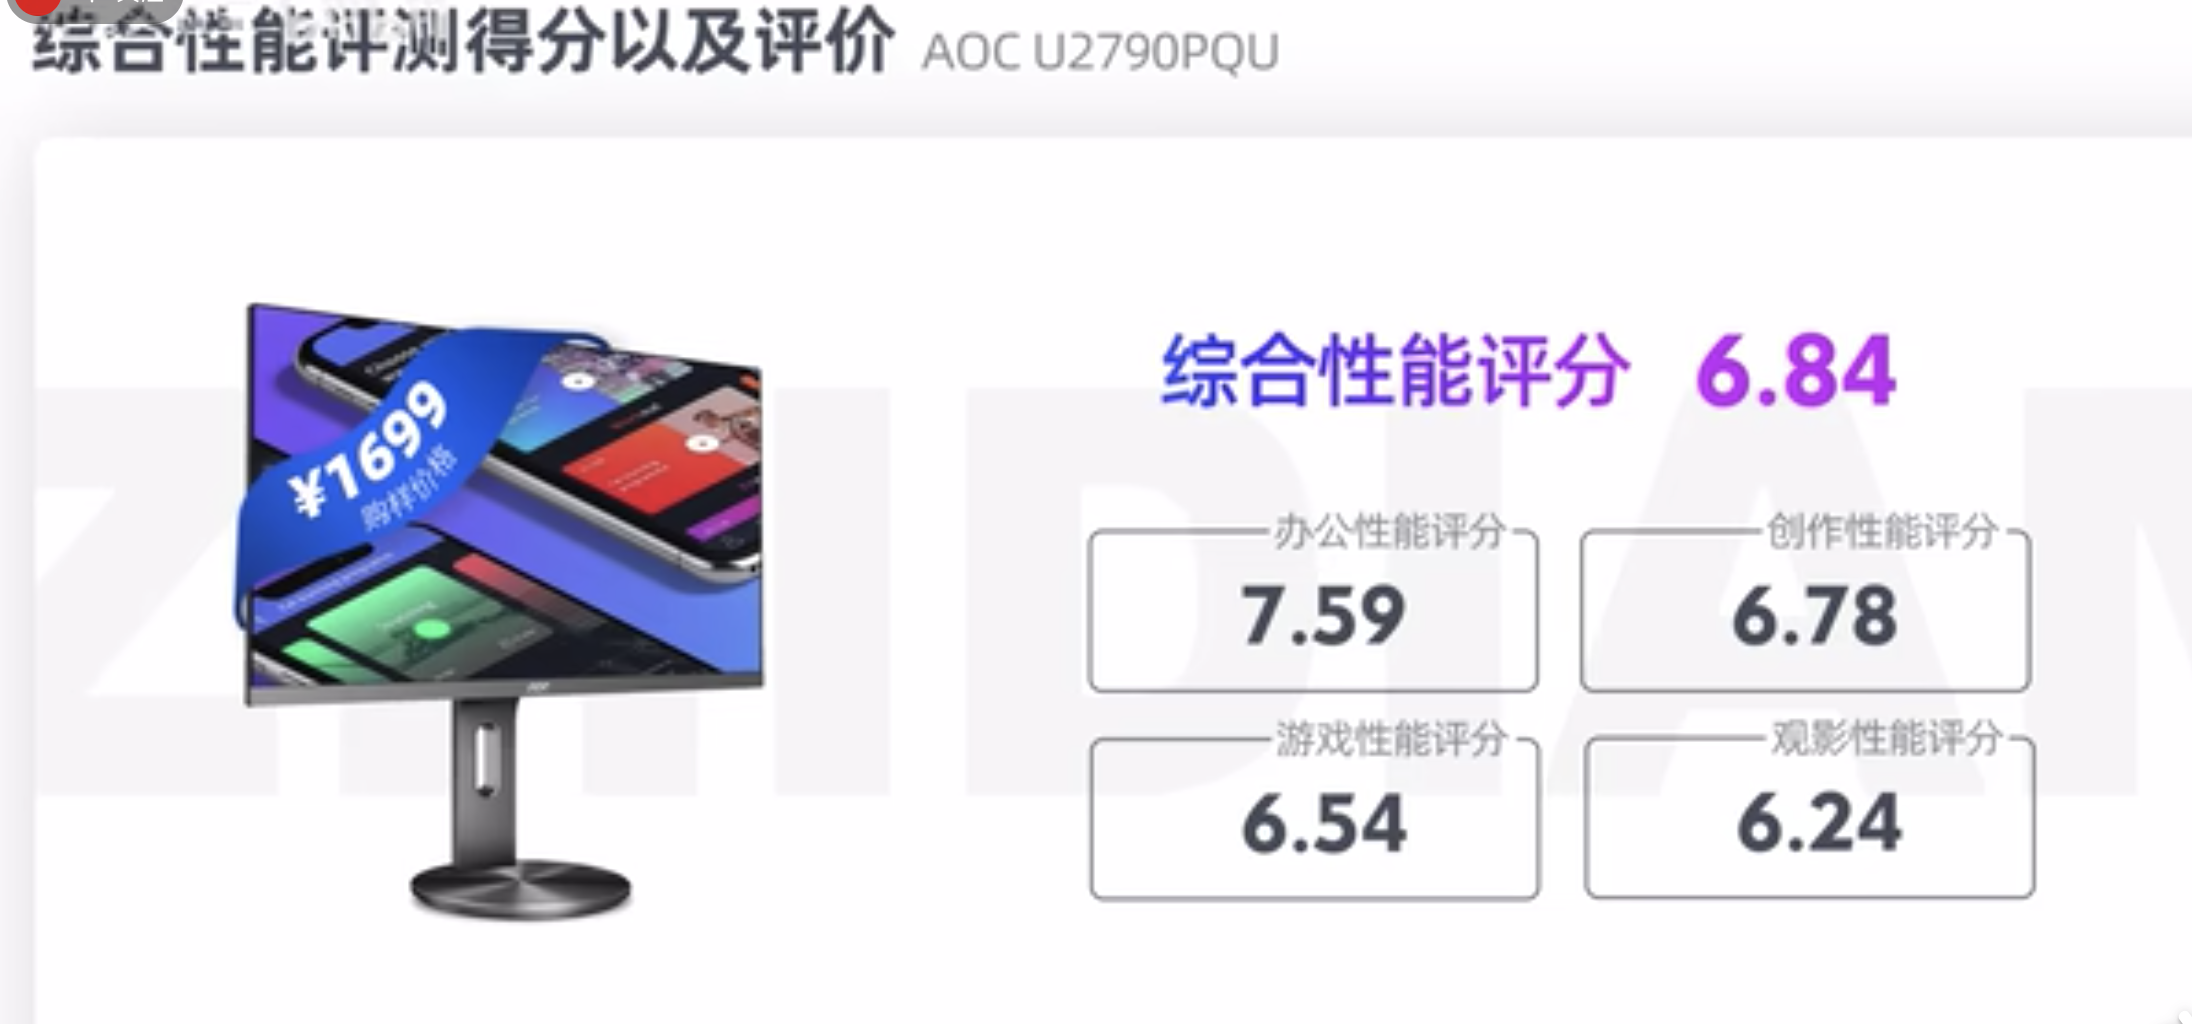 综合性能评测得分以及评价 AOC U2790PQU
¥1699
购样价格
综合性能评分 6.84
办公性能评分
7.59
创作性能评分
6.78
游戏性能评分
6.54
观影性能评分
6.24
ZHIDIAN